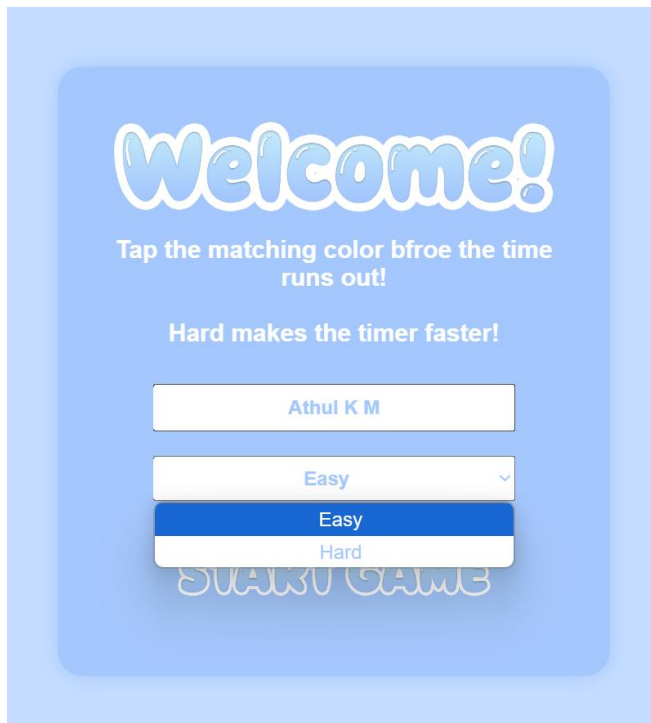 Welcome!
Tap the matching color bfroe the time
runs out!
Hard makes the timer faster!
Athul K M
Easy
Easy
Hard
START GAME